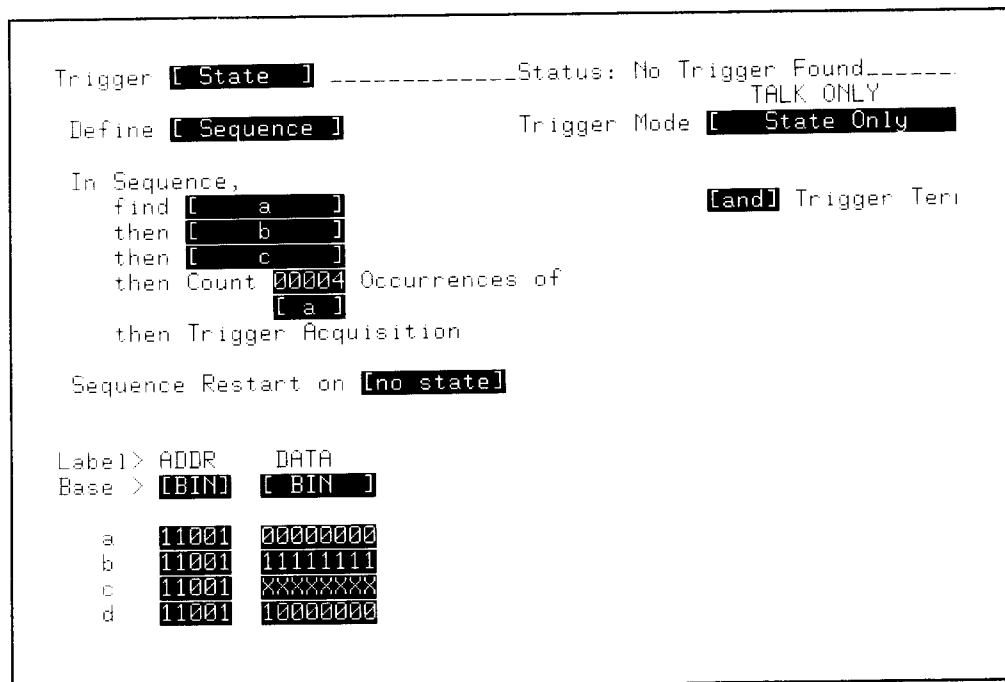 Trigger [ State ] ______________Status: No Trigger Found_______
TALK ONLY
Define [ Sequence ] Trigger Mode [ State Only
In Sequence,
find [ a ] [and] Trigger
then [ b ]
then [ c ]
then Count 00004 Occurrences of
[ a ]
then Trigger Acquisition
Sequence Restart on [no state]
Label> ADDR DATA
Base > [BIN] [ BIN ]
a 11001 00000000
b 11001 11111111
c 11001 XXXXXXXX
d 11001 10000000